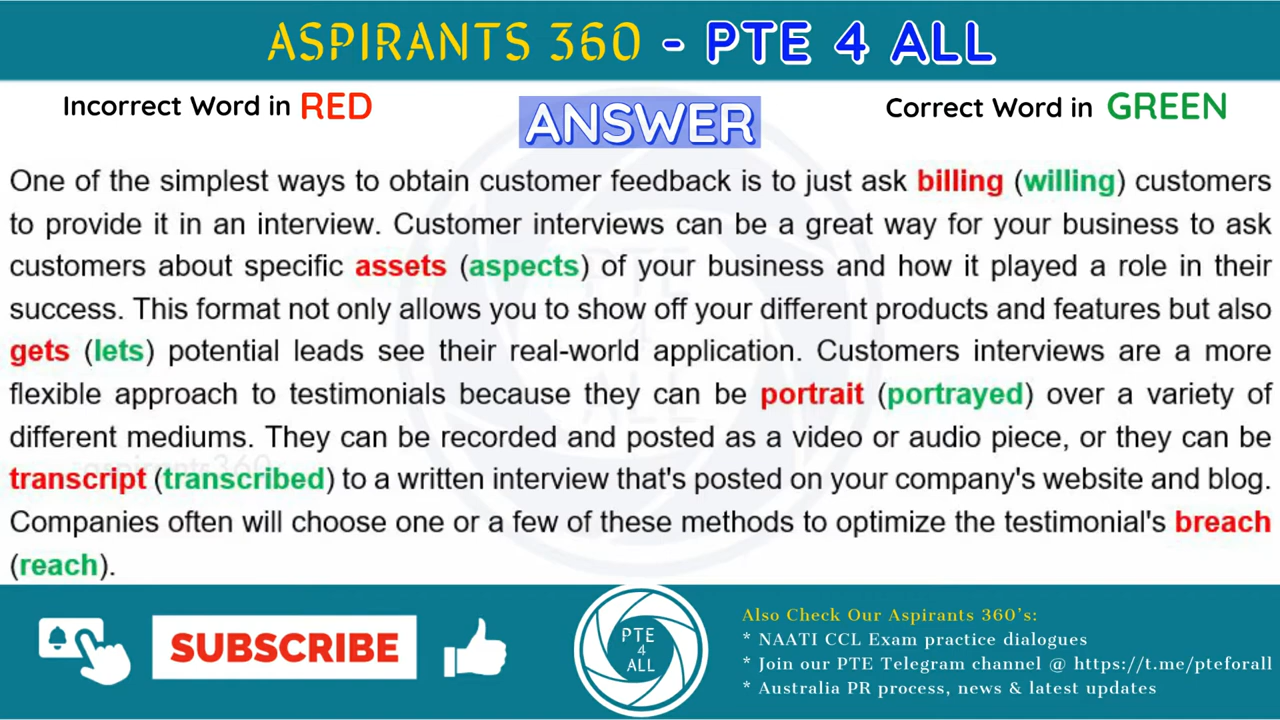 ASPIRANTS 360 - PTE 4 ALL
Incorrect Word in RED
ANSWER
Correct Word in GREEN
One of the simplest ways to obtain customer feedback is to just ask billing (willing) customers
to provide it in an interview. Customer interviews can be a great way for your business to ask
customers about specific assets (aspects) of your business and how it played a role in their
success. This format not only allows you to show off your different products and features but also
gets (lets) potential leads see their real-world application. Customers interviews are a more
flexible approach to testimonials because they can be portrait (portrayed) over a variety of
different mediums. They can be recorded and posted as a video or audio piece, or they can be
transcript (transcribed) to a written interview that's posted on your company's website and blog.
Companies often will choose one or a few of these methods to optimize the testimonial's breach
(reach).
PTE
4
ALL
aspirants360
SUBSCRIBE
PTE
4
ALL
Also Check Our Aspirants 360's:
* NAATI CCL Exam practice dialogues
* Join our PTE Telegram channel @ https://t.me/pteforall
* Australia PR process, news & latest updates